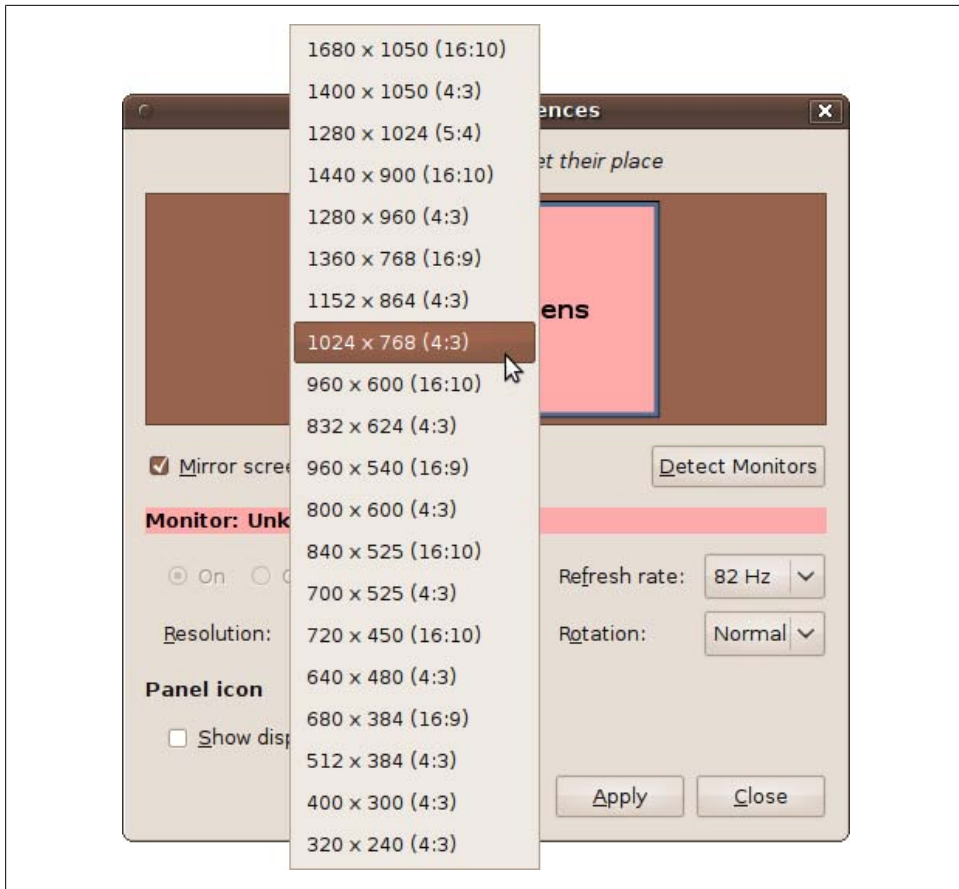 1680 x 1050 (16:10)
1400 x 1050 (4:3)
1280 x 1024 (5:4)
1440 x 900 (16:10)
1280 x 960 (4:3)
1360 x 768 (16:9)
1152 x 864 (4:3)
1024 x 768 (4:3)
960 x 600 (16:10)
832 x 624 (4:3)
960 x 540 (16:9)
800 x 600 (4:3)
840 x 525 (16:10)
700 x 525 (4:3)
720 x 450 (16:10)
640 x 480 (4:3)
680 x 384 (16:9)
512 x 384 (4:3)
400 x 300 (4:3)
320 x 240 (4:3)
ences
et their place
ens
Mirror scree
Detect Monitors
Monitor: Unk
On
Refresh rate: 82 Hz
Resolution:
Rotation: Normal
Panel icon
Show disp
Apply
Close